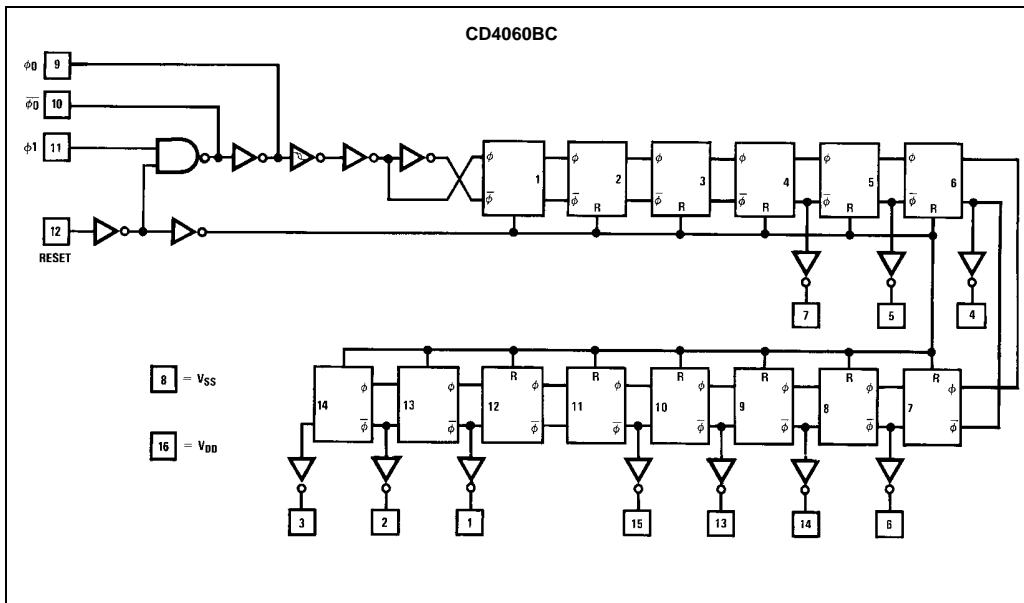 CD4060BC
ϕ0 9
ϕ̅0̅ 10
ϕ1 11
12
RESET
ϕ ϕ ϕ ϕ ϕ ϕ
1 2 3 4 5 6
ϕ̅ ϕ̅ ϕ̅ ϕ̅ ϕ̅ ϕ̅
R R R R R
7 5 4
8 = VSS
16 = VDD
R R R R R R
ϕ ϕ ϕ ϕ ϕ ϕ ϕ ϕ
14 13 12 11 10 9 8 7
ϕ̅ ϕ̅ ϕ̅ ϕ̅ ϕ̅ ϕ̅ ϕ̅ ϕ̅
3 2 1 15 13 14 6